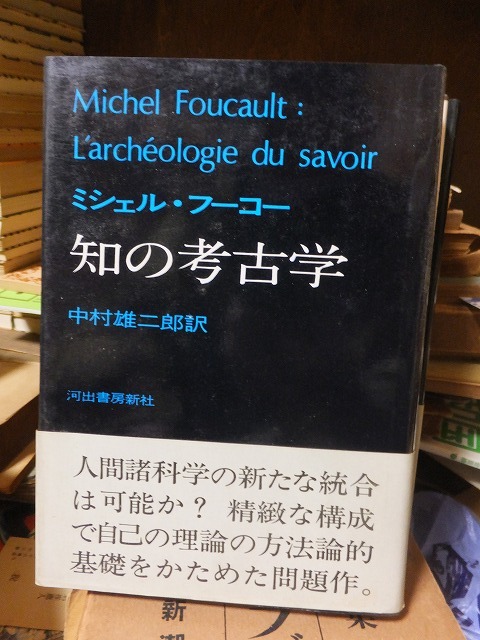 Michel Foucault :
L'archéologie du savoir
ミシェル・フーコー
知の考古学
中村雄二郎訳
河出書房新社
人間諸科学の新たな統合
は可能か？ 精緻な構成
で自己の理論の方法論的
基礎をかためた問題作。
新潮
集